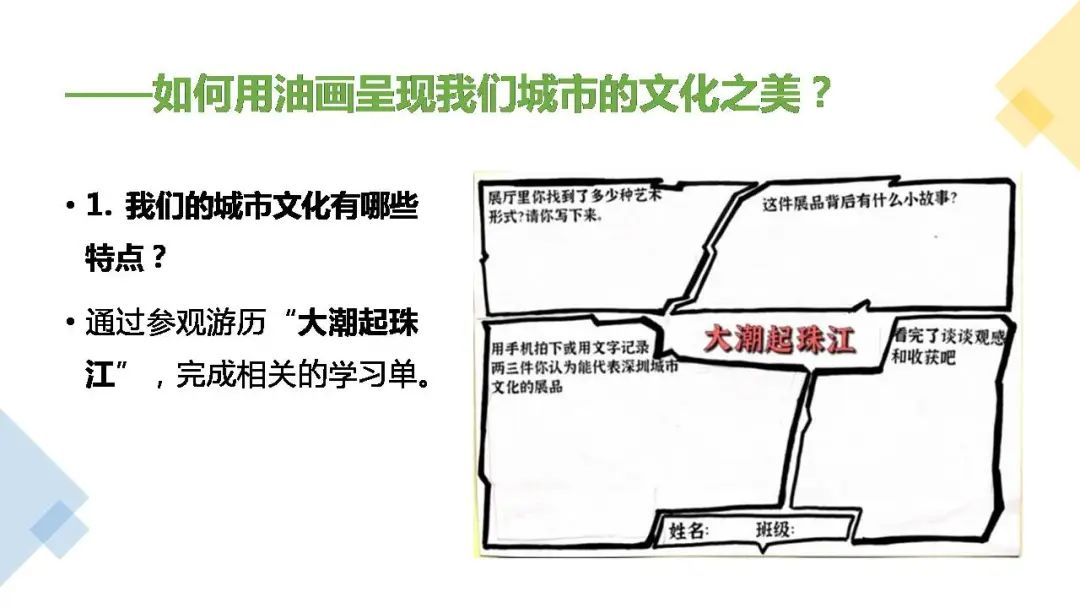 ——如何用油画呈现我们城市的文化之美？
• 1. 我们的城市文化有哪些
特点？
• 通过参观游历“大潮起珠
江”，完成相关的学习单。
展厅里你找到了多少种艺术
形式?请你写下来。
这件展品背后有什么小故事?
大潮起珠江
用手机拍下或用文字记录
两三件你认为能代表深圳城市
文化的展品
看完了谈谈观感
和收获吧
姓名:
班级: